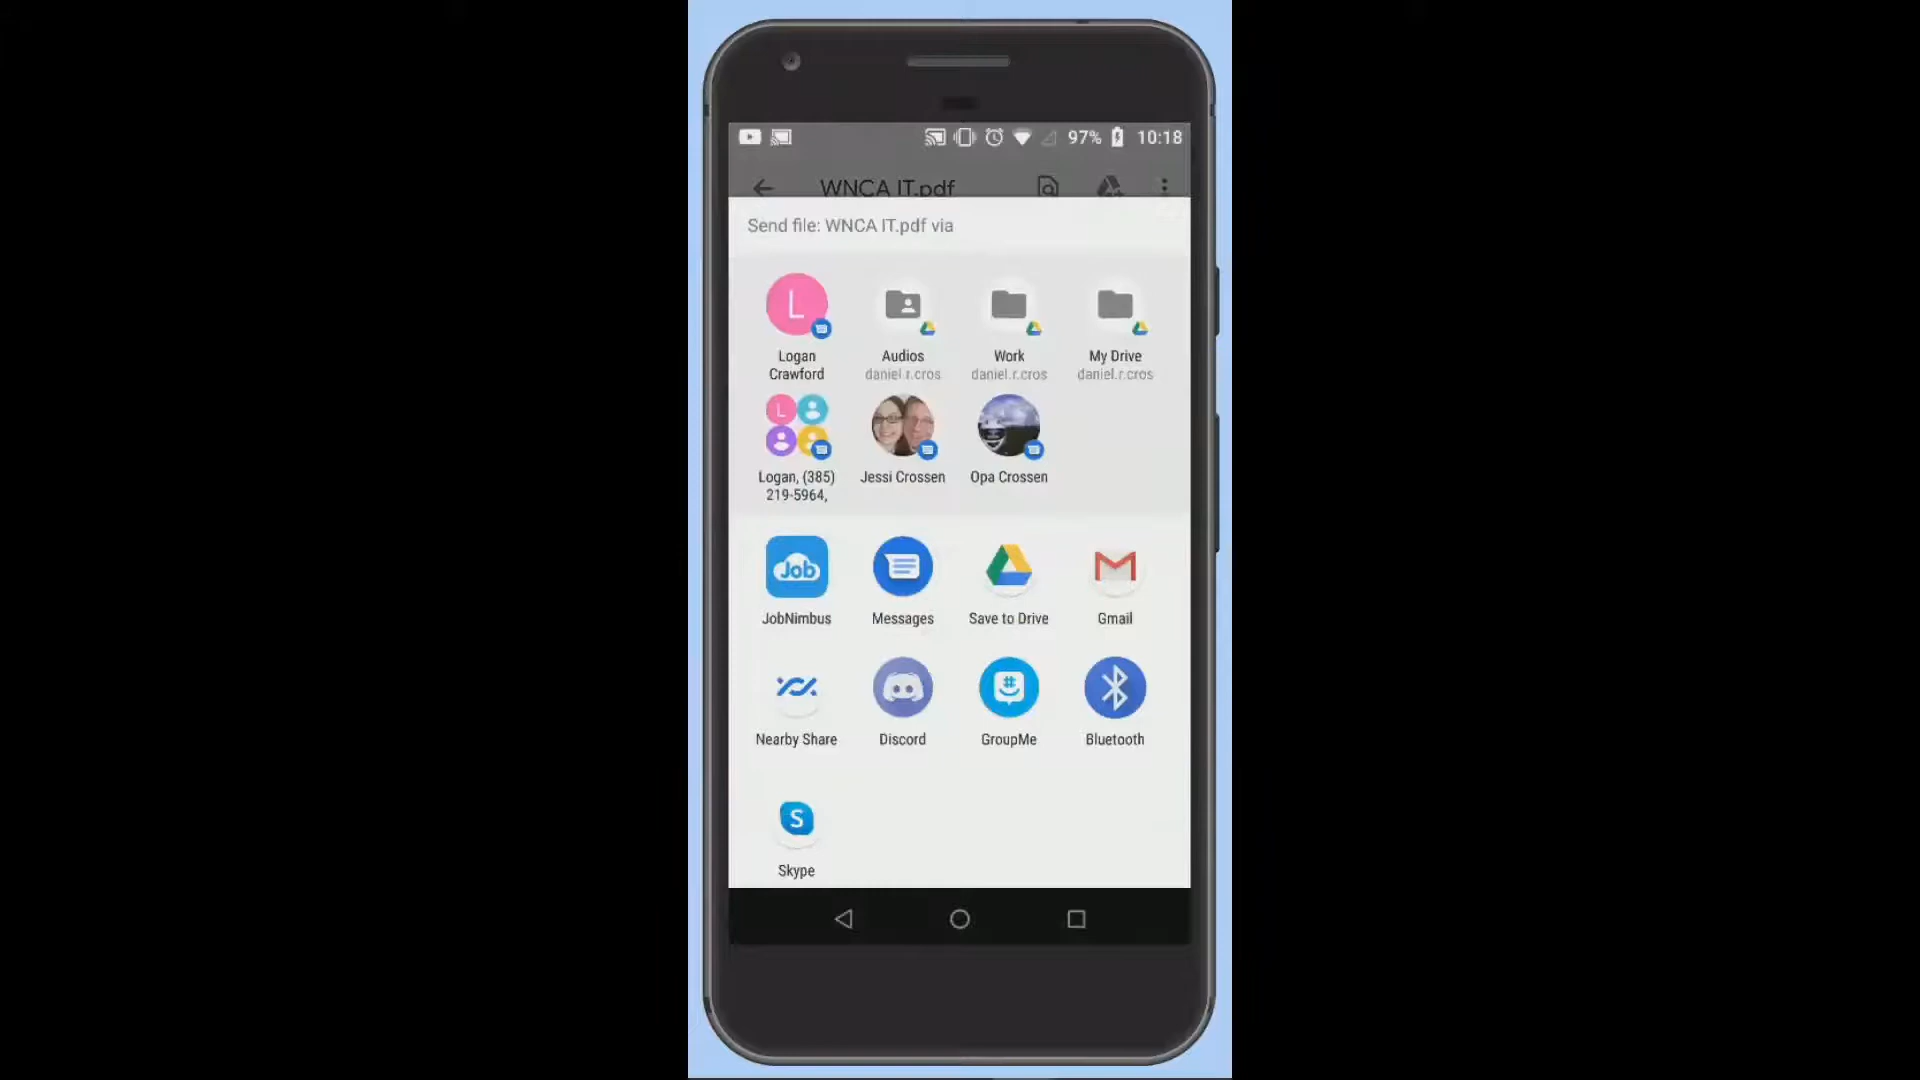 97% 10:18
WNCA IT.pdf
Send file: WNCA IT.pdf via
L
Logan
Crawford
Audios
daniel.r.cros
Work
daniel.r.cros
My Drive
daniel.r.cros
L
Logan, (385)
219-5964,
Jessi Crossen
Opa Crossen
Job
JobNimbus
Messages
Save to Drive
Gmail
Nearby Share
Discord
#
GroupMe
Bluetooth
S
Skype